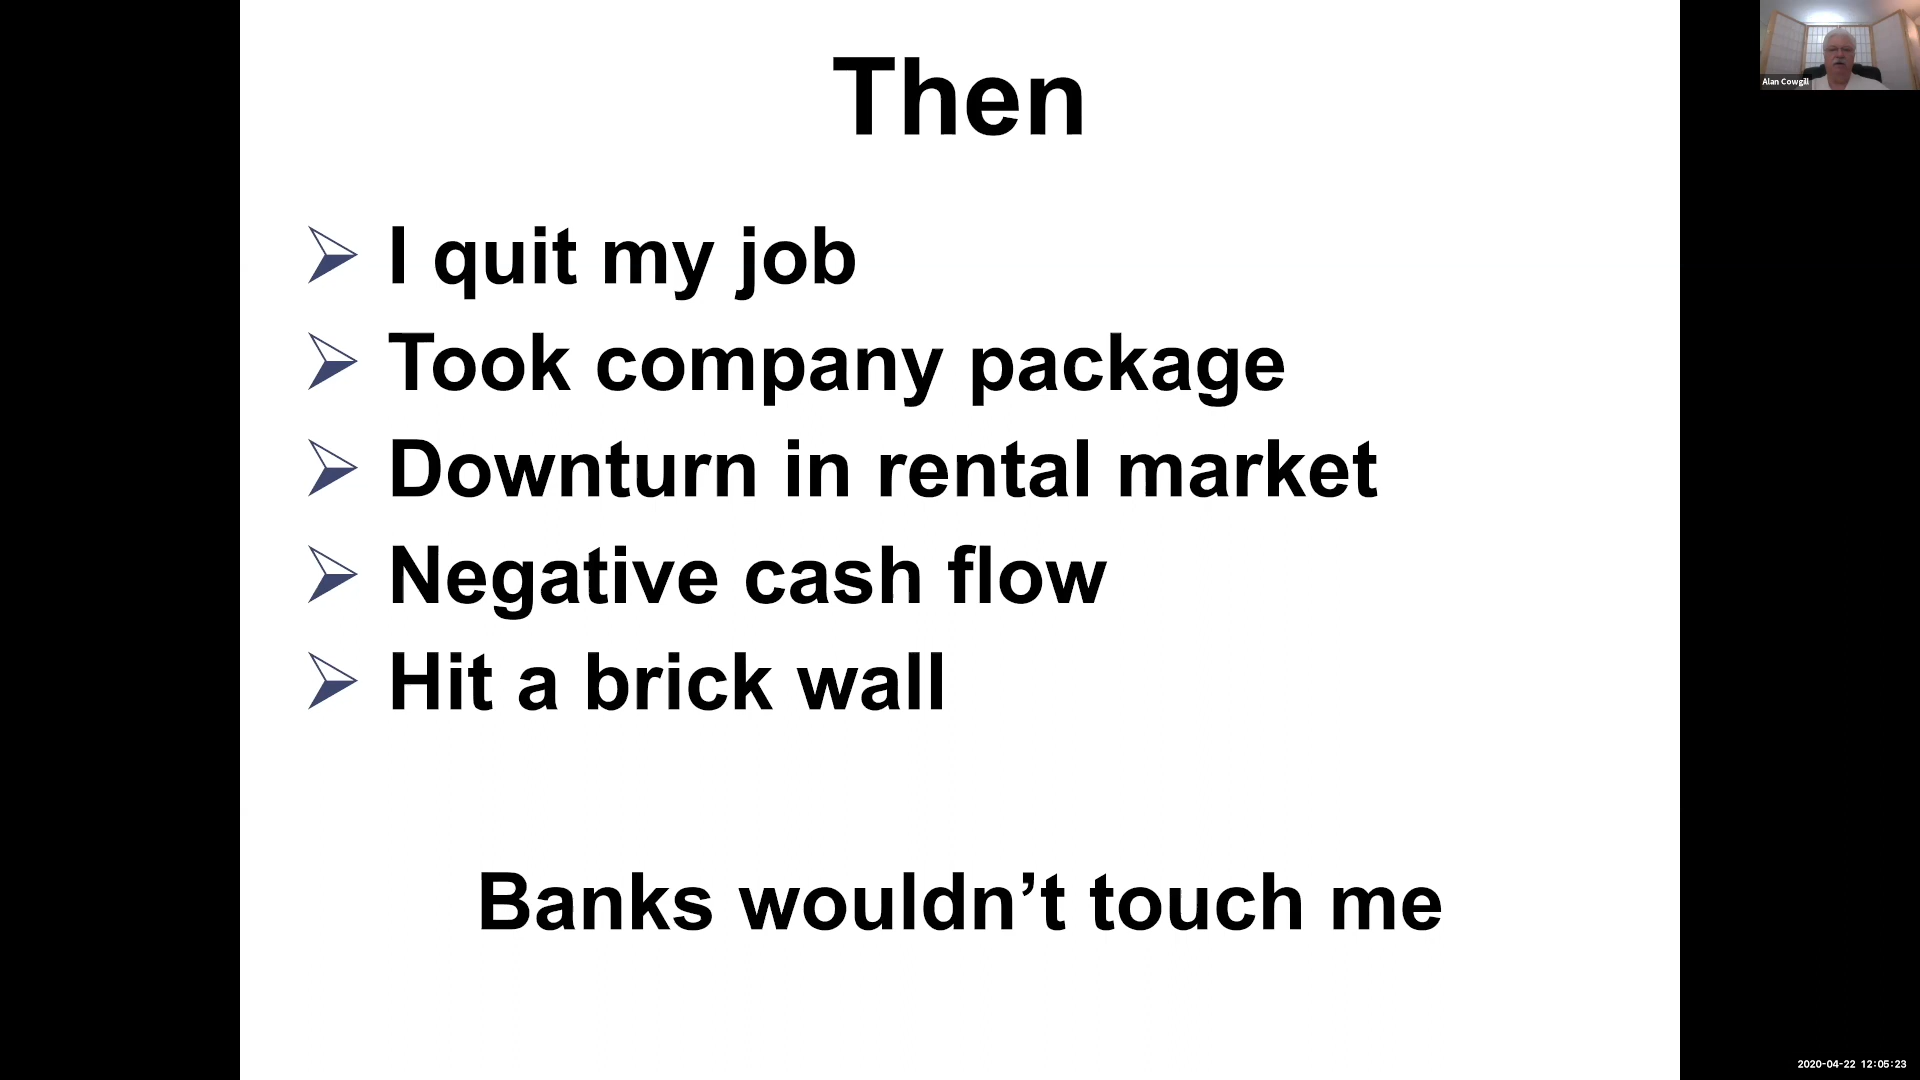 Then
I quit my job
Took company package
Downturn in rental market
Negative cash flow
Hit a brick wall
Banks wouldn’t touch me
Alan Cowgill
2020-04-22 12:05:23